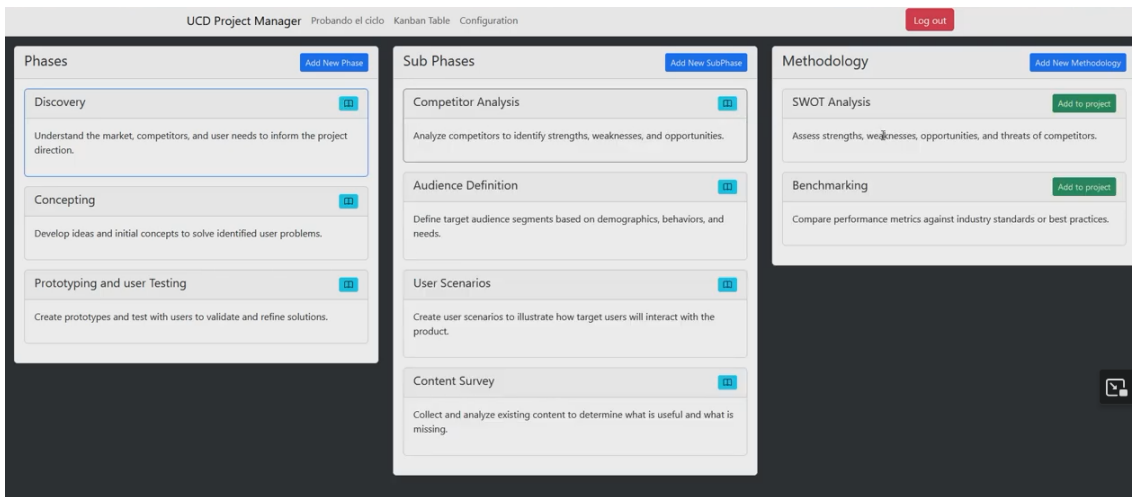 UCD Project Manager Probando el ciclo Kanban Table Configuration Log out
Phases Add New Phase
Discovery
Understand the market, competitors, and user needs to inform the project
direction.
Concepting
Develop ideas and initial concepts to solve identified user problems.
Prototyping and user Testing
Create prototypes and test with users to validate and refine solutions.
Sub Phases Add New SubPhase
Competitor Analysis
Analyze competitors to identify strengths, weaknesses, and opportunities.
Audience Definition
Define target audience segments based on demographics, behaviors, and
needs.
User Scenarios
Create user scenarios to illustrate how target users will interact with the
product.
Content Survey
Collect and analyze existing content to determine what is useful and what is
missing.
Methodology Add New Methodology
SWOT Analysis Add to project
Assess strengths, weaknesses, opportunities, and threats of competitors.
Benchmarking Add to project
Compare performance metrics against industry standards or best practices.